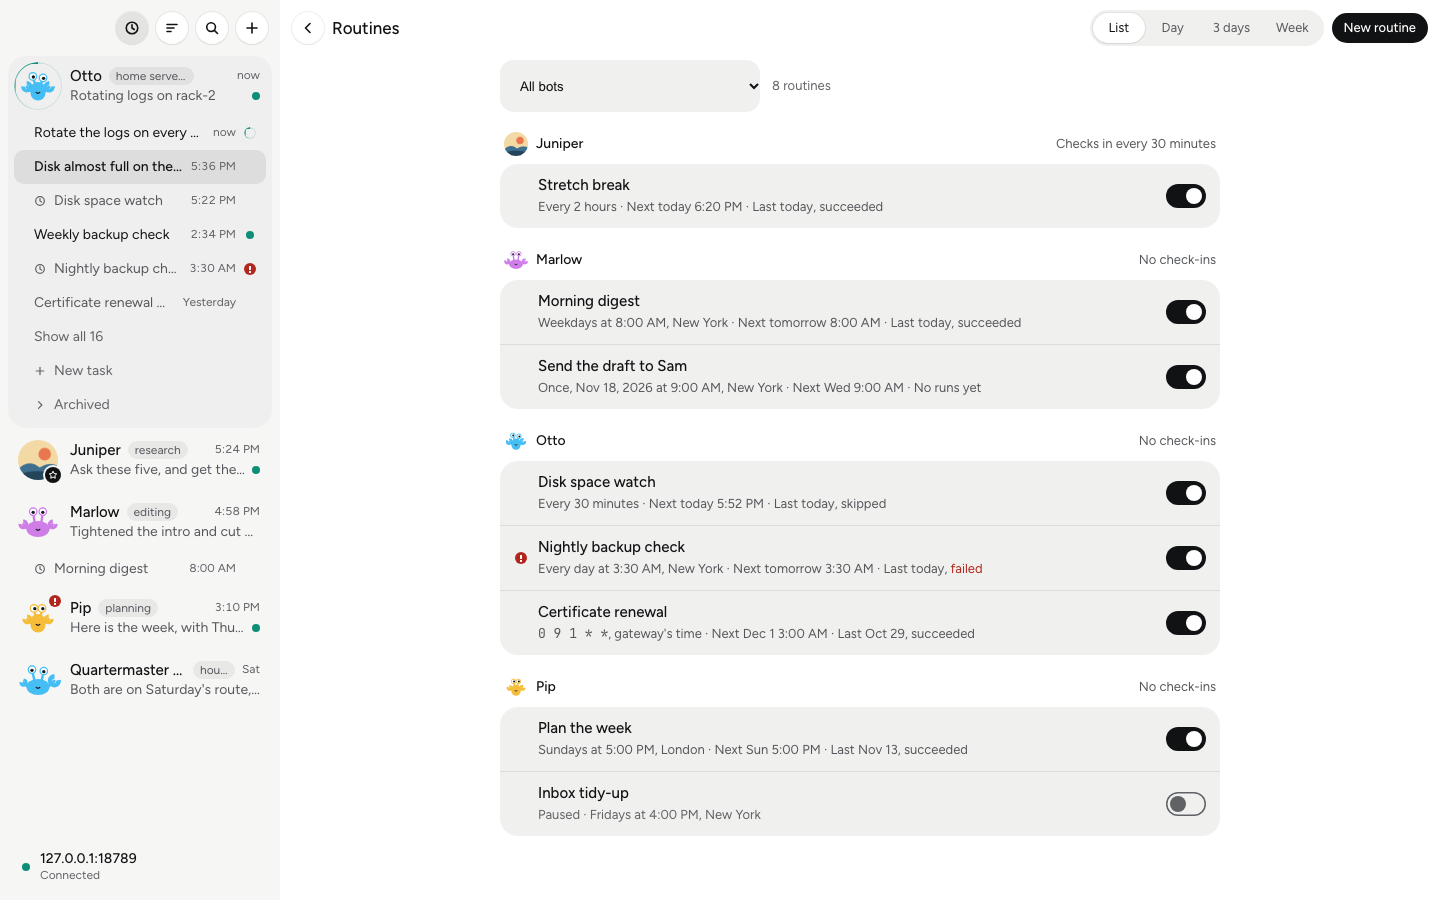 Otto
home serve...
now
Rotating logs on rack-2
Rotate the logs on every ...
now
Disk almost full on the...
5:36 PM
Disk space watch
5:22 PM
Weekly backup check
2:34 PM
Nightly backup ch...
3:30 AM
Certificate renewal ...
Yesterday
Show all 16
New task
Archived
Juniper
research
5:24 PM
Ask these five, and get the...
Marlow
editing
4:58 PM
Tightened the intro and cut ...
Morning digest
8:00 AM
Pip
planning
3:10 PM
Here is the week, with Thu...
Quartermaster ...
hou...
Sat
Both are on Saturday's route,...
127.0.0.1:18789
Connected
Routines
List
Day
3 days
Week
New routine
All bots
8 routines
Juniper
Checks in every 30 minutes
Stretch break
Every 2 hours · Next today 6:20 PM · Last today, succeeded
Marlow
No check-ins
Morning digest
Weekdays at 8:00 AM, New York · Next tomorrow 8:00 AM · Last today, succeeded
Send the draft to Sam
Once, Nov 18, 2026 at 9:00 AM, New York · Next Wed 9:00 AM · No runs yet
Otto
No check-ins
Disk space watch
Every 30 minutes · Next today 5:52 PM · Last today, skipped
Nightly backup check
Every day at 3:30 AM, New York · Next tomorrow 3:30 AM · Last today, failed
Certificate renewal
0 9 1 * *, gateway's time · Next Dec 1 3:00 AM · Last Oct 29, succeeded
Pip
No check-ins
Plan the week
Sundays at 5:00 PM, London · Next Sun 5:00 PM · Last Nov 13, succeeded
Inbox tidy-up
Paused · Fridays at 4:00 PM, New York